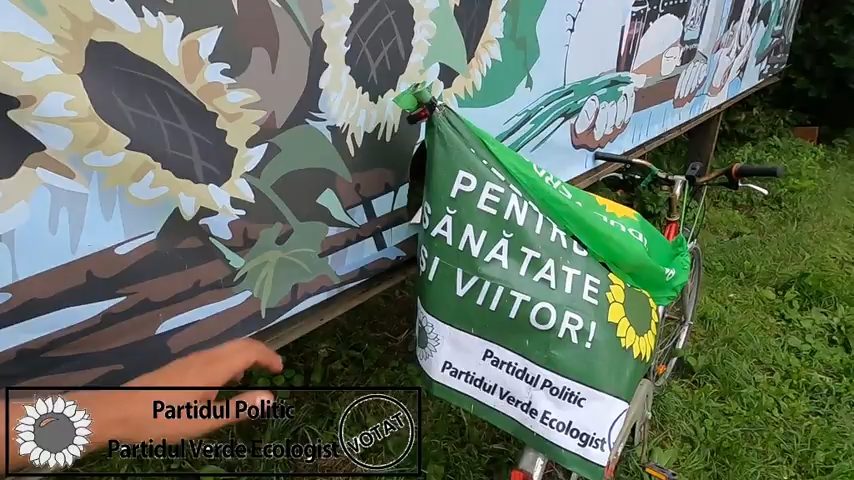 PENTRU
SĂNĂTATE
ȘI VIITOR!
Partidul Politic
Partidul Verde Ecologist
Partidul Politic
Partidul Verde Ecologist
VOTAT